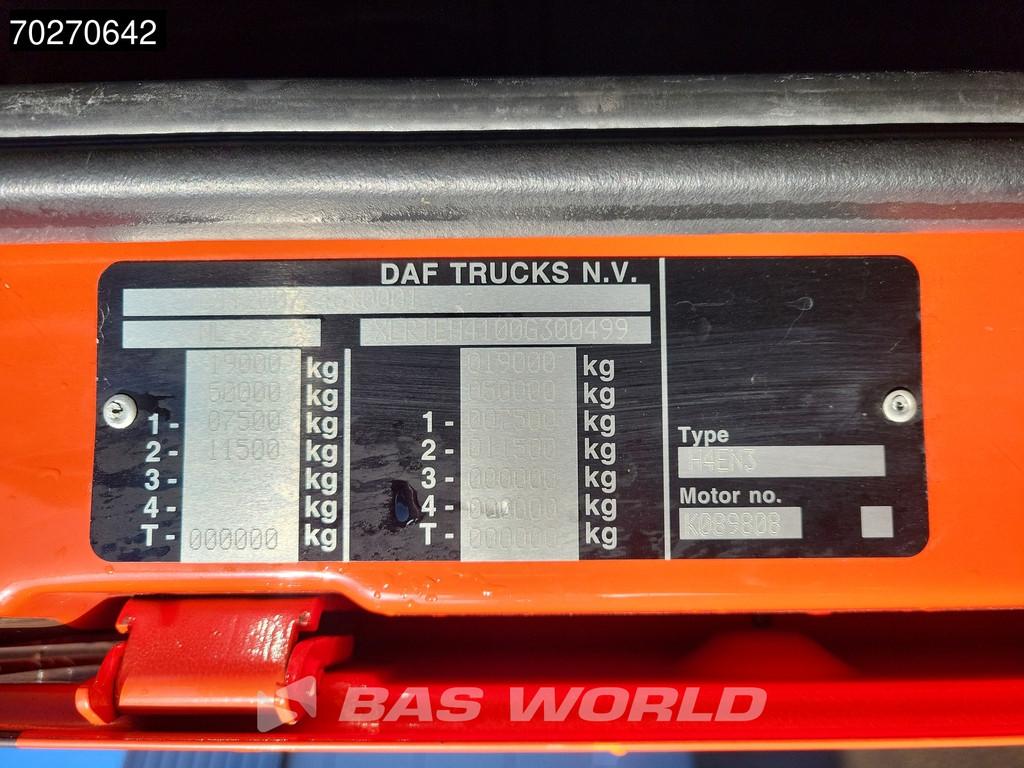 70270642
DAF TRUCKS N.V.
NL
XLRTEH4100G300499
19000 kg 019000 kg
50000 kg 050000 kg
1- 07500 kg 1- 007500 kg
2- 11500 kg 2- 011500 kg
3- kg 3- 000000 kg
4- kg 4- kg
T- 000000 kg T- 000000 kg
Type
H4EN3
Motor no.
K089808
BAS WORLD